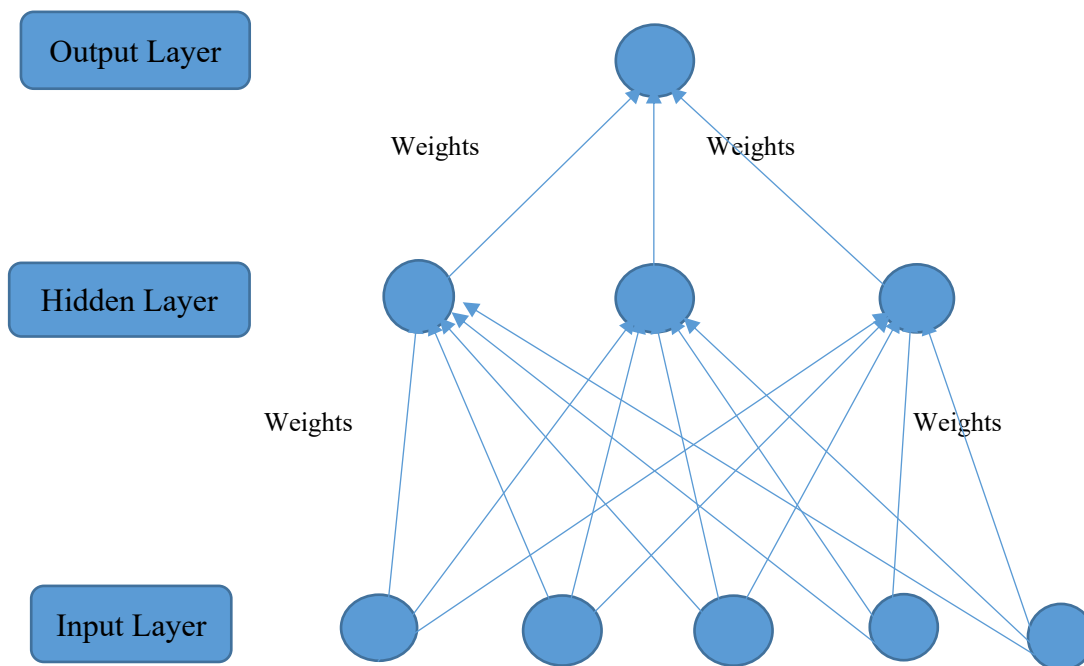 Output Layer
Weights
Weights
Hidden Layer
Weights
Weights
Input Layer